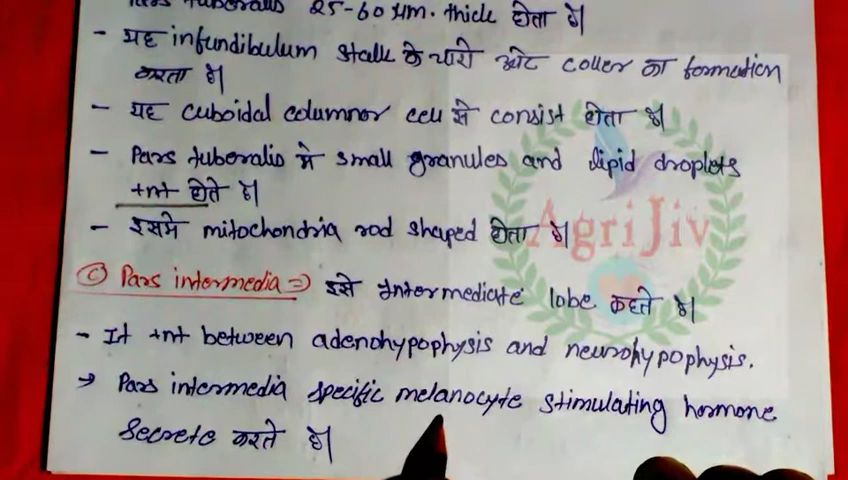 Pars tuberalis 25-60 μm. thick होता है।
- यह infundibulum stalk के चारो ओर coller का formation
करता है।
- यह cuboidal columnor cell से consist होता है।
- Pars tuberalis मे small granules and lipid droplets
+nt होते है।
- इसमे mitochondria rod shaped होता है।
AgriJiv
(C) Pars intermedia ⇒ इसे Intermediate lobe कहते है।
- It +nt between adenohypophysis and neurohypophysis.
→ Pars intermedia specific melanocyte stimulating hormone
Secrete करते है।